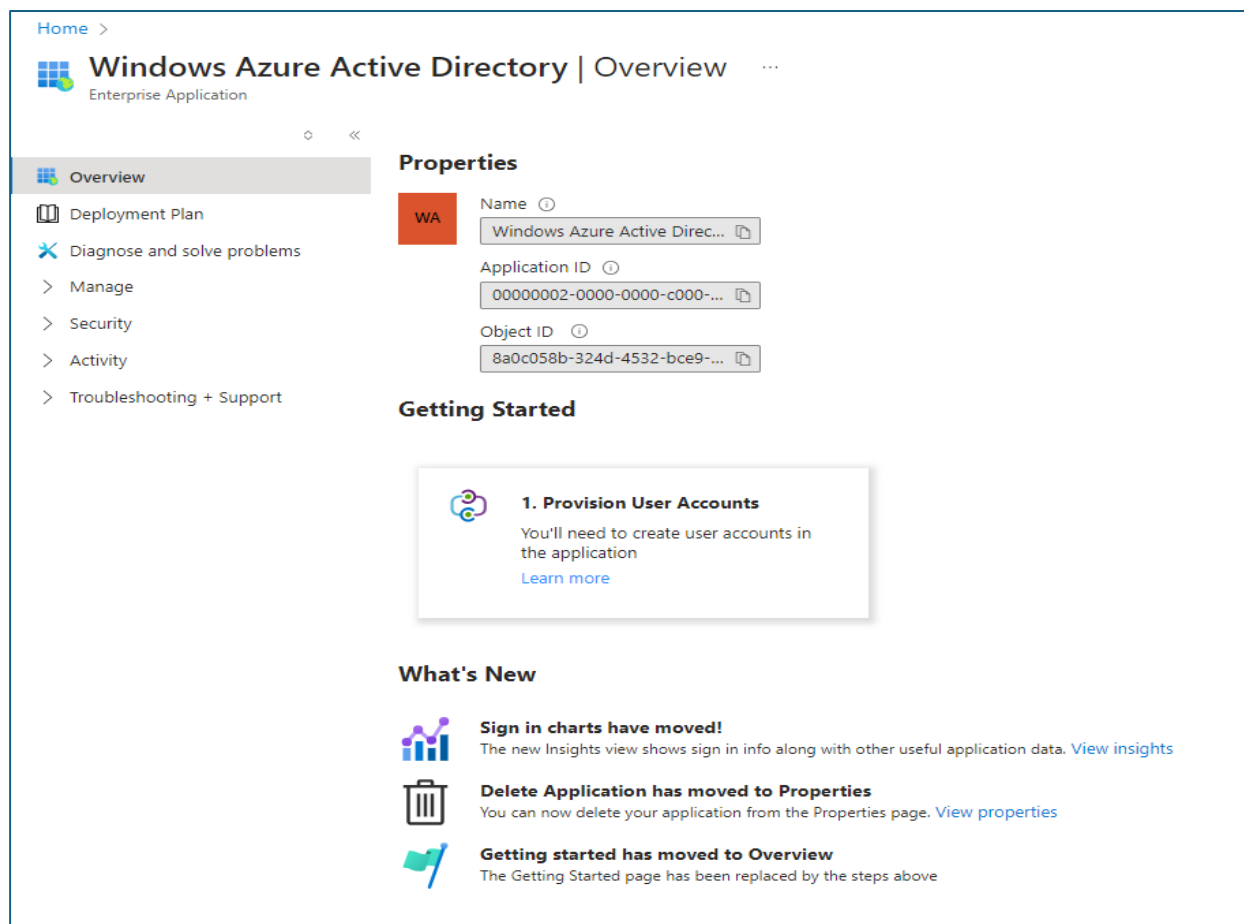 Home >
Windows Azure Active Directory | Overview ...
Enterprise Application
Overview
Deployment Plan
Diagnose and solve problems
Manage
Security
Activity
Troubleshooting + Support
Properties
WA
Name
Windows Azure Active Direc...
Application ID
00000002-0000-0000-c000-...
Object ID
8a0c058b-324d-4532-bce9-...
Getting Started
1. Provision User Accounts
You'll need to create user accounts in
the application
Learn more
What's New
Sign in charts have moved!
The new Insights view shows sign in info along with other useful application data. View insights
Delete Application has moved to Properties
You can now delete your application from the Properties page. View properties
Getting started has moved to Overview
The Getting Started page has been replaced by the steps above